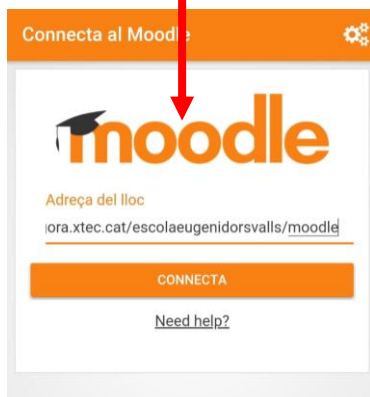 Connecta al Moodle
moodle
Adreça del lloc
ora.xtec.cat/escolaeugenidorsvalls/moodle
CONNECTA
Need help?